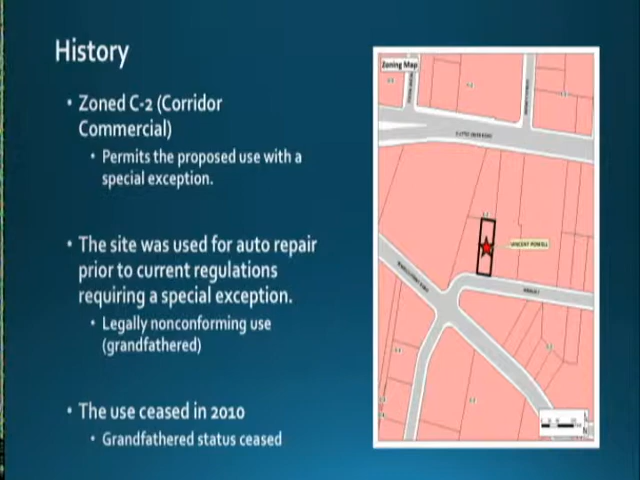 History
• Zoned C-2 (Corridor
Commercial)
• Permits the proposed use with a
special exception.
• The site was used for auto repair
prior to current regulations
requiring a special exception.
• Legally nonconforming use
(grandfathered)
• The use ceased in 2010
• Grandfathered status ceased
Zoning Map
VINCENT POWELL